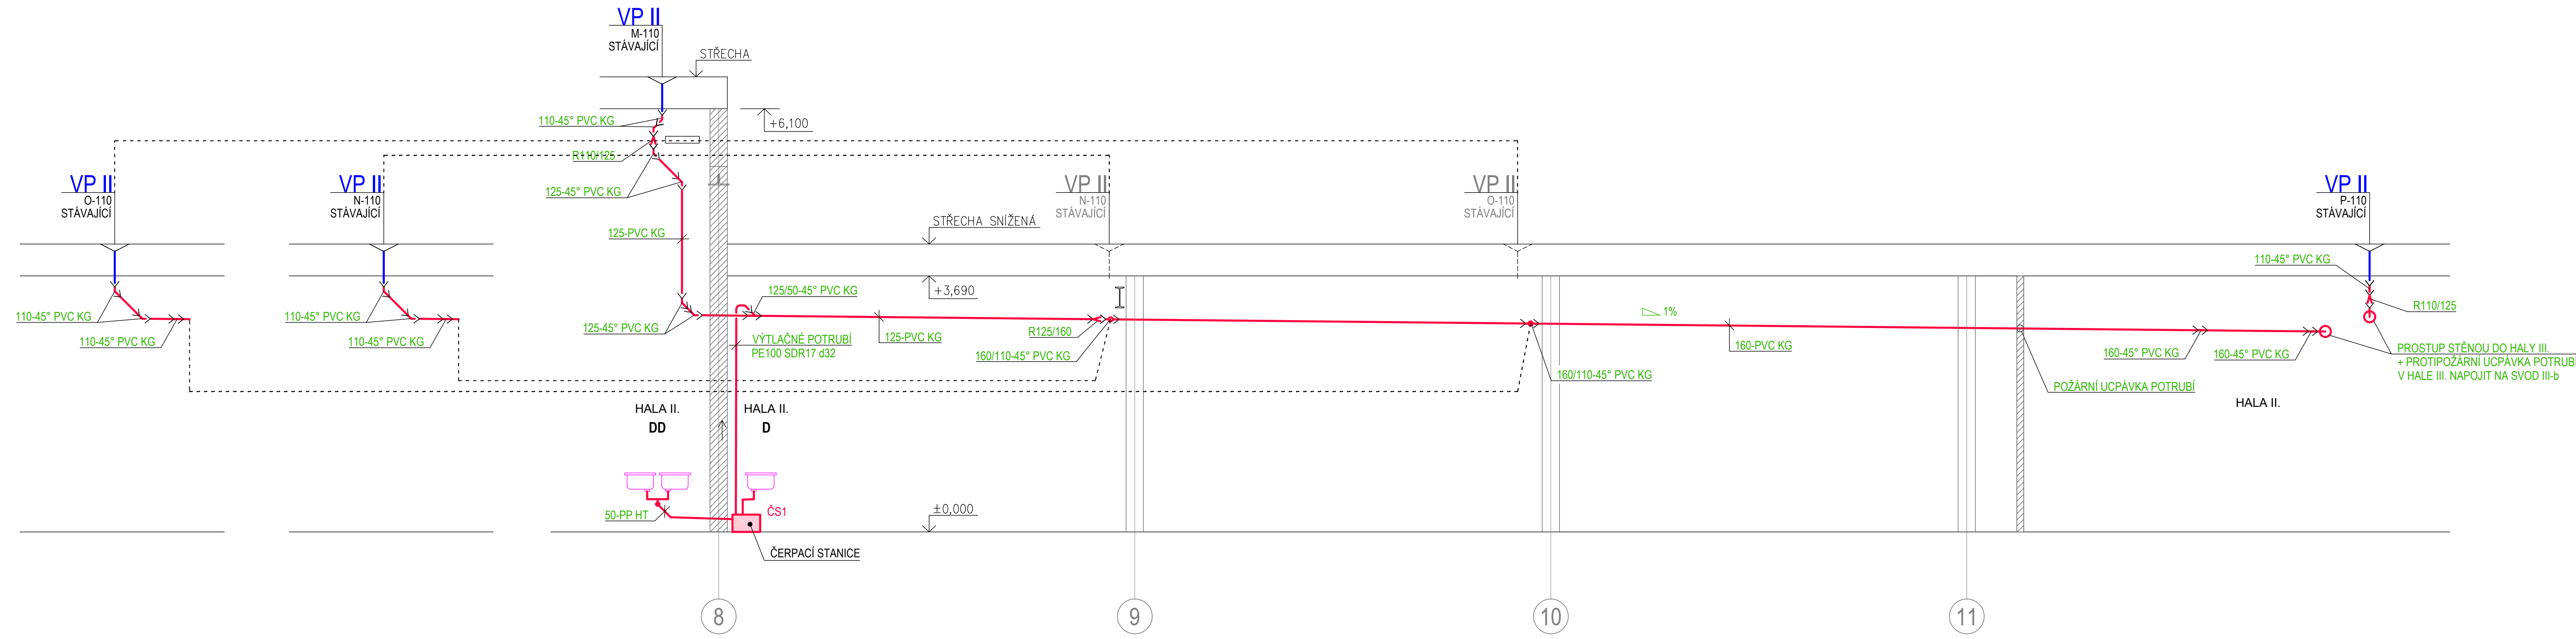 VP II
M-110
STÁVAJÍCÍ
STŘECHA
110-45° PVC KG
+6,100
R110/125
125-45° PVC KG
VP II
O-110
STÁVAJÍCÍ
VP II
N-110
STÁVAJÍCÍ
VP II
N-110
STÁVAJÍCÍ
VP II
O-110
STÁVAJÍCÍ
VP II
P-110
STÁVAJÍCÍ
125-PVC KG
STŘECHA SNÍŽENÁ
110-45° PVC KG
+3,690
125/50-45° PVC KG
R110/125
110-45° PVC KG
110-45° PVC KG
110-45° PVC KG
110-45° PVC KG
125-45° PVC KG
VÝTLAČNÉ POTRUBÍ
PE100 SDR17 d32
125-PVC KG
R125/160
160/110-45° PVC KG
1%
160-PVC KG
160-45° PVC KG
160-45° PVC KG
PROSTUP STĚNOU DO HALY III.
+ PROTIPOŽÁRNÍ UCPÁVKA POTRUBÍ
V HALE III. NAPOJIT NA SVOD III-b
160/110-45° PVC KG
POŽÁRNÍ UCPÁVKA POTRUBÍ
HALA II.
DD
HALA II.
D
HALA II.
50-PP HT
ČS1
±0,000
ČERPACÍ STANICE
8
9
10
11